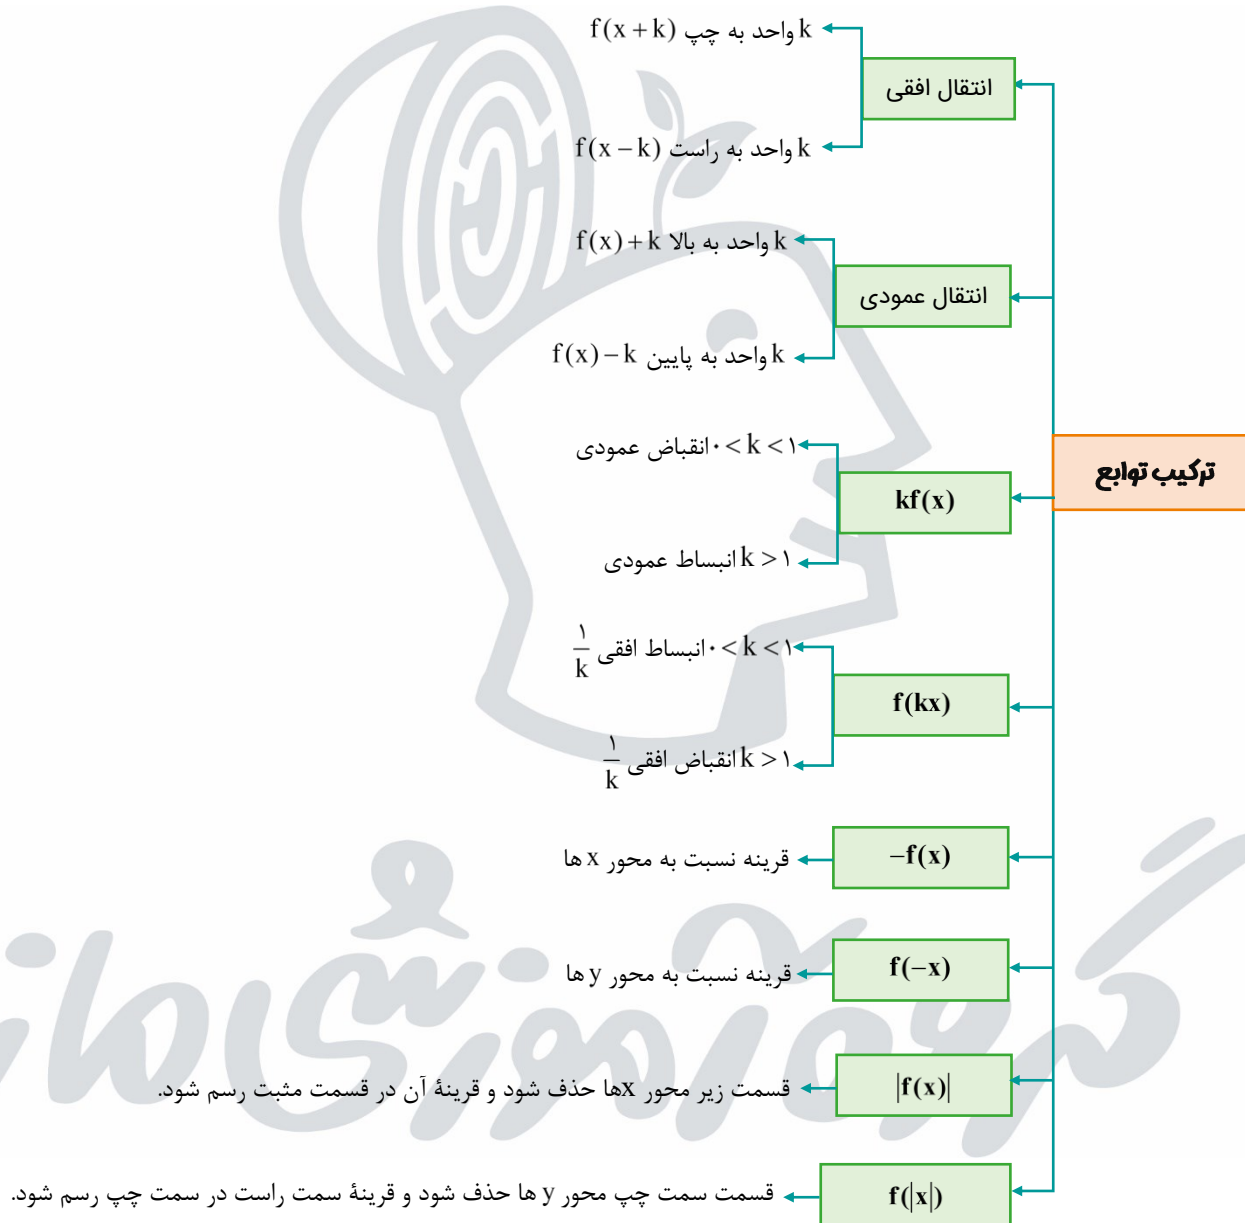 ترکیب توابع
انتقال افقی
k واحد به چپ f(x+k)
k واحد به راست f(x−k)
انتقال عمودی
k واحد به بالا f(x)+k
k واحد به پایین f(x)−k
kf(x)
۰<k<۱ انقباض عمودی
k>۱ انبساط عمودی
f(kx)
۰<k<۱ انبساط افقی ۱/k
k>۱ انقباض افقی ۱/k
−f(x)
قرینه نسبت به محور x ها
f(−x)
قرینه نسبت به محور y ها
|f(x)|
قسمت زیر محور xها حذف شود و قرینهٔ آن در قسمت مثبت رسم شود.
f(|x|)
قسمت سمت چپ محور y ها حذف شود و قرینهٔ سمت راست در سمت چپ رسم شود.
گروه آموزشی ماز